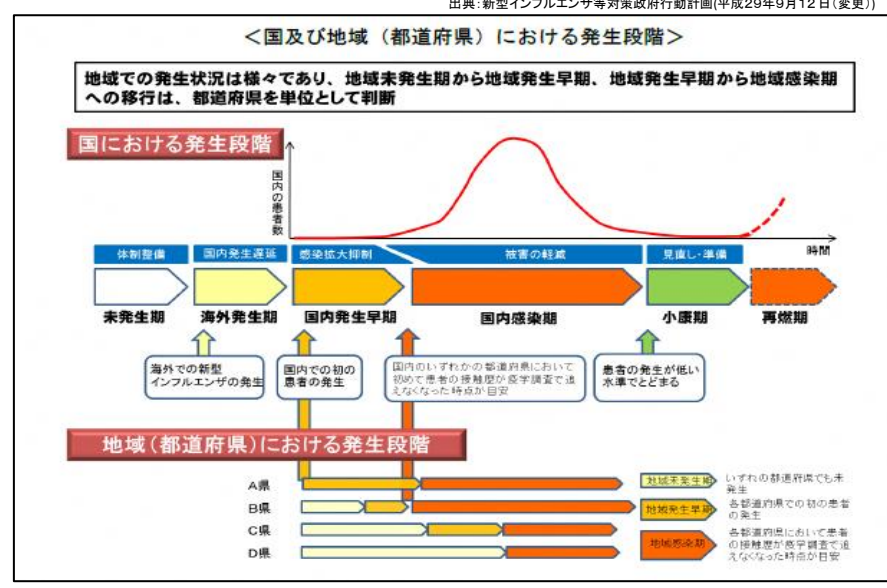 出典:新型インフルエンザ等対策政府行動計画(平成29年9月12日(変更))
＜国及び地域（都道府県）における発生段階＞
地域での発生状況は様々であり、地域未発生期から地域発生早期、地域発生早期から地域感染期
への移行は、都道府県を単位として判断
国における発生段階
国内の患者数
時間
体制整備
国内発生遅延
感染拡大抑制
被害の軽減
見直し・準備
未発生期
海外発生期
国内発生早期
国内感染期
小康期
再燃期
海外での新型
インフルエンザの発生
国内での初の
患者の発生
国内のいずれかの都道府県において
初めて患者の接触歴が疫学調査で追
えなくなった時点が目安
患者の発生が低い
水準でとどまる
地域(都道府県)における発生段階
A県
B県
C県
D県
地域未発生期
いずれの都道府県でも未
発生
地域発生早期
各都道府県での初の患者
の発生
地域感染期
各都道府県において患者
の接触歴が疫学調査で追
えなくなった時点が目安